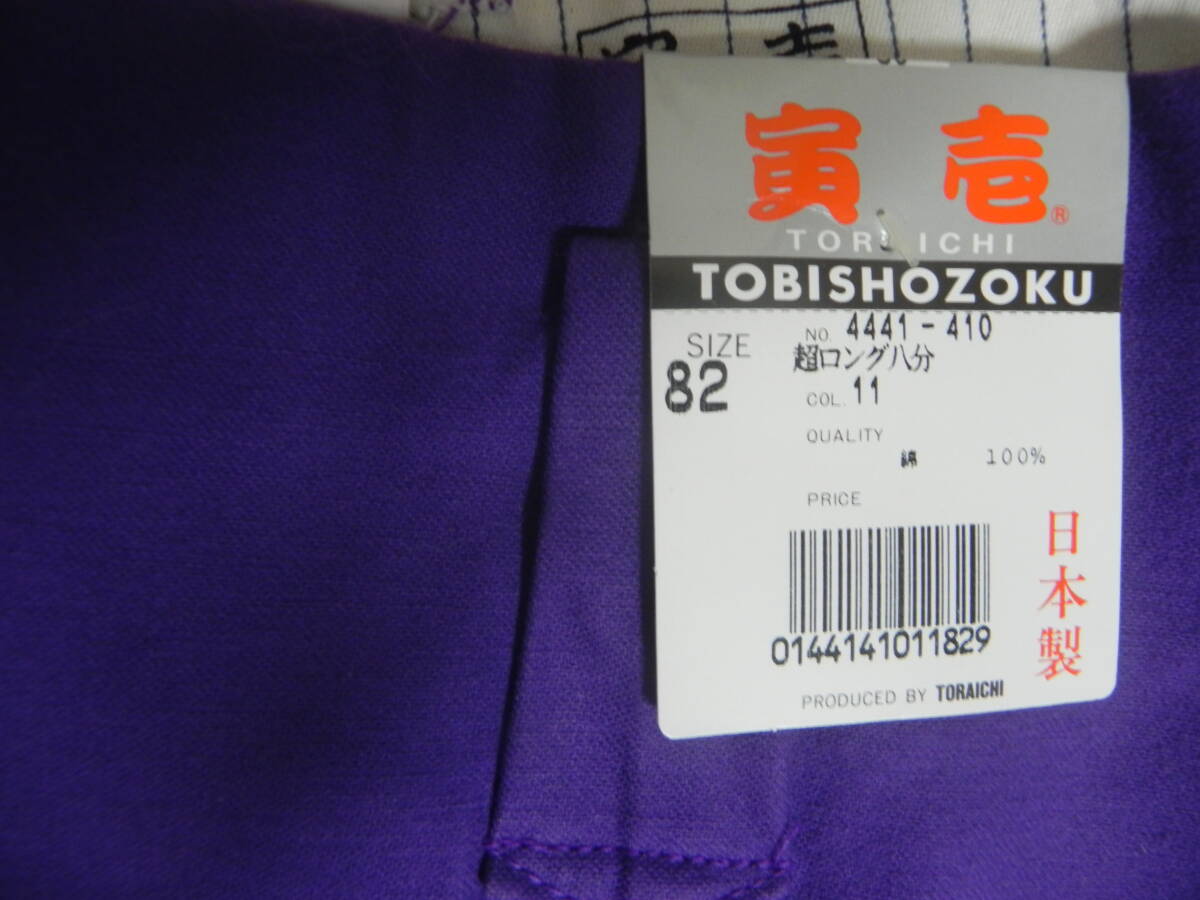 寅壱®
TORAICHI
TOBISHOZOKU
SIZE
82
NO. 4441-410
超ロング八分
COL. 11
QUALITY
綿 100%
PRICE
0144141011829
日本製
PRODUCED BY TORAICHI